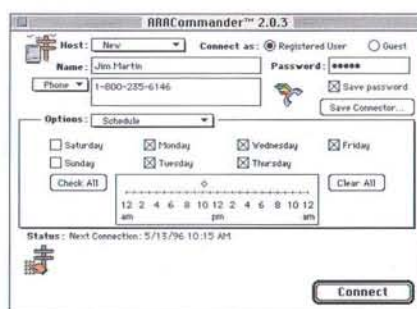 ARACommander™ 2.0.3
Host: New Connect as: Registered User Guest
Name: Jim Martin Password: •••••
Phone 1-800-235-6146 Save password
Save Connector...
Options: Schedule
Saturday Monday Wednesday Friday
Sunday Tuesday Thursday
Check All Clear All
12 2 4 6 8 10 12 2 4 6 8 10 12
am pm am
Status: Next Connection: 5/13/96 10:15 AM
Connect